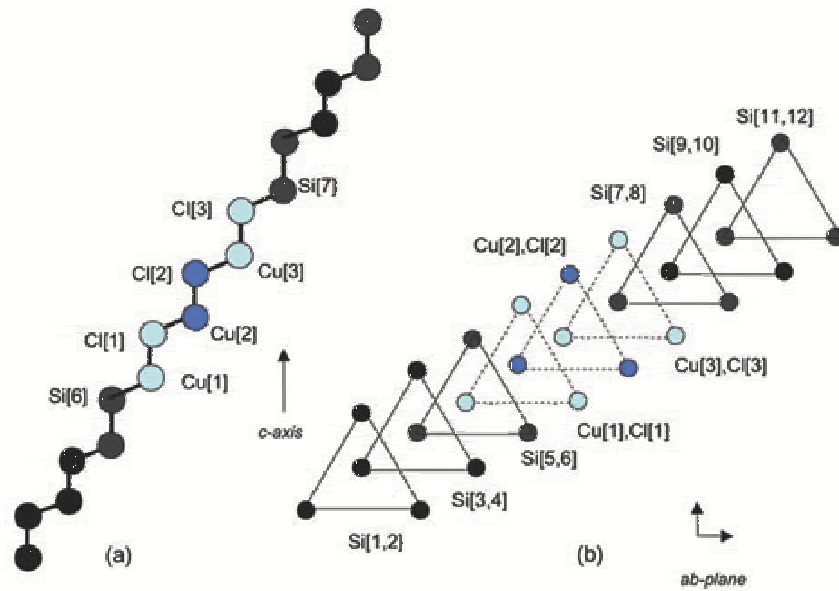 Si[7}
Cl[3]
Cu[3]
Cl[2]
Cu[2]
Cl[1]
Cu[1]
Si[6]
c-axis
(a)
Si[11,12]
Si[9,10]
Si[7,8]
Cu[2],Cl[2]
Cu[3],Cl[3]
Cu[1],Cl[1]
Si[5,6]
Si[3,4]
Si[1,2}
(b)
ab-plane